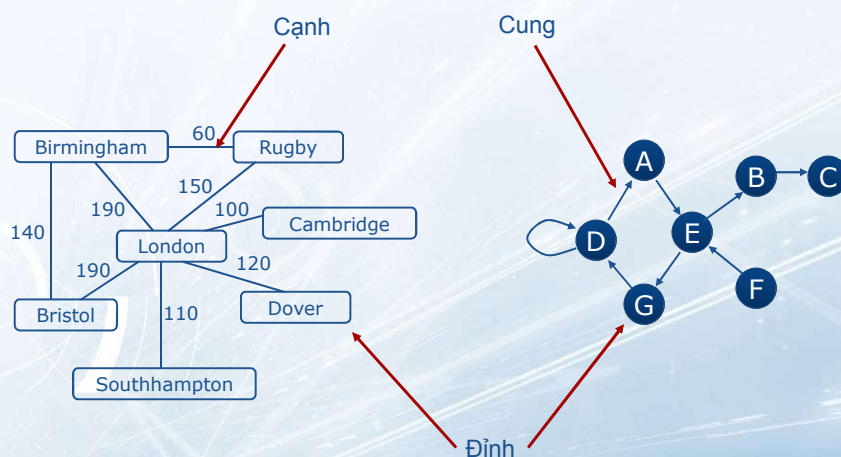 Cạnh
Cung
60
Birmingham
Rugby
A
150
B
C
190
100
Cambridge
140
London
D
E
190
120
F
G
Bristol
110
Dover
Southhampton
Đỉnh